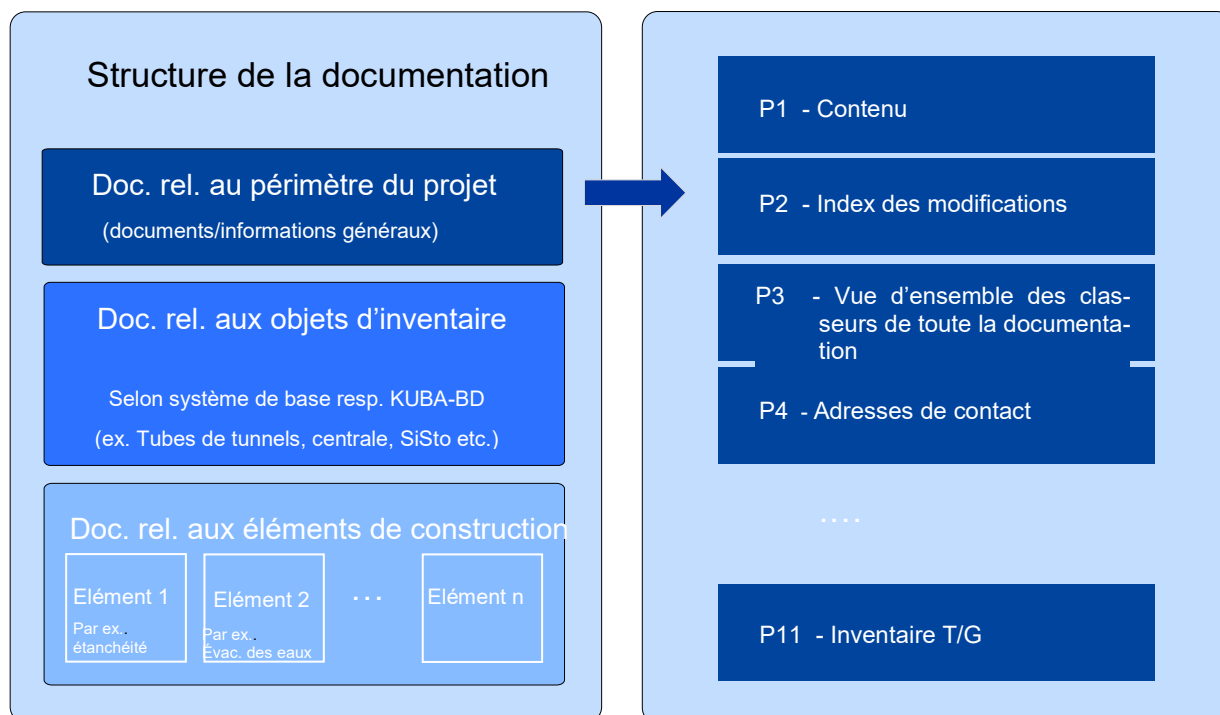 Structure de la documentation
Doc. rel. au périmètre du projet
(documents/informations généraux)
Doc. rel. aux objets d’inventaire
Selon système de base resp. KUBA-BD
(ex. Tubes de tunnels, centrale, SiSto etc.)
Doc. rel. aux éléments de construction
Elément 1
Par ex..
étanchéité
Elément 2
Par ex..
Évac. des eaux
...
Elément n
P1 - Contenu
P2 - Index des modifications
P3 - Vue d’ensemble des clas-
seurs de toute la documenta-
tion
P4 - Adresses de contact
....
P11 - Inventaire T/G